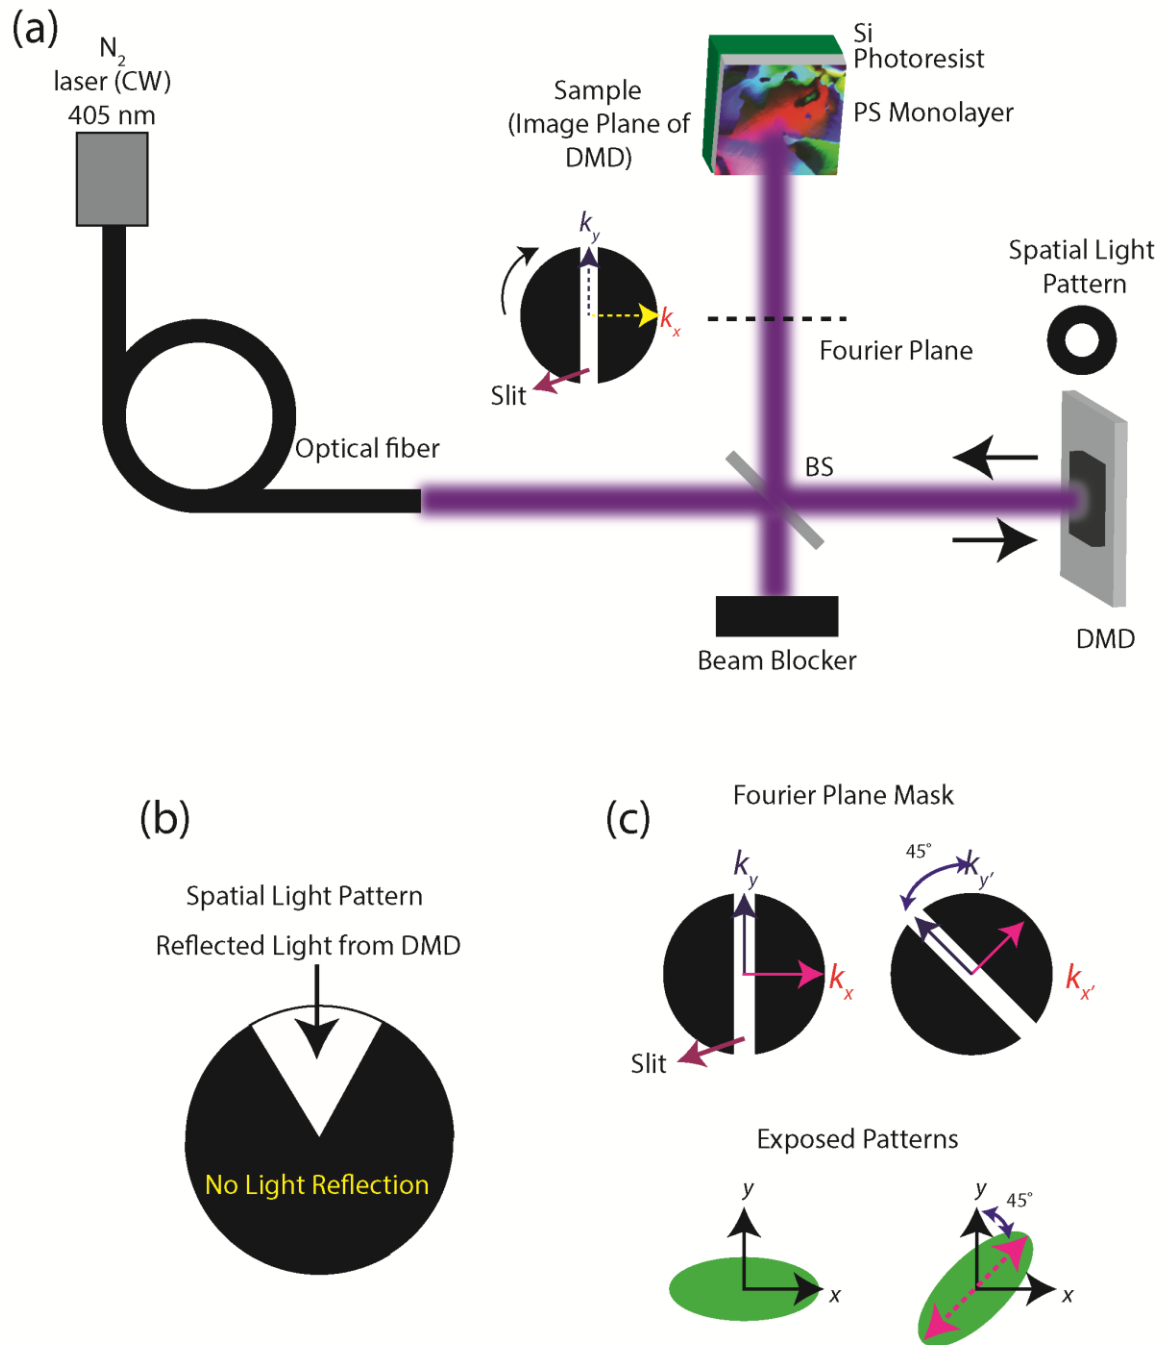 (a)
N2
laser (CW)
405 nm
Sample
(Image Plane of
DMD)
Si
Photoresist
PS Monolayer
ky
kx
Slit
Fourier Plane
Spatial Light
Pattern
Optical fiber
BS
DMD
Beam Blocker
(b)
Spatial Light Pattern
Reflected Light from DMD
No Light Reflection
(c)
Fourier Plane Mask
ky
kx
Slit
45°
ky'
kx'
Exposed Patterns
y
x
y
45°
x